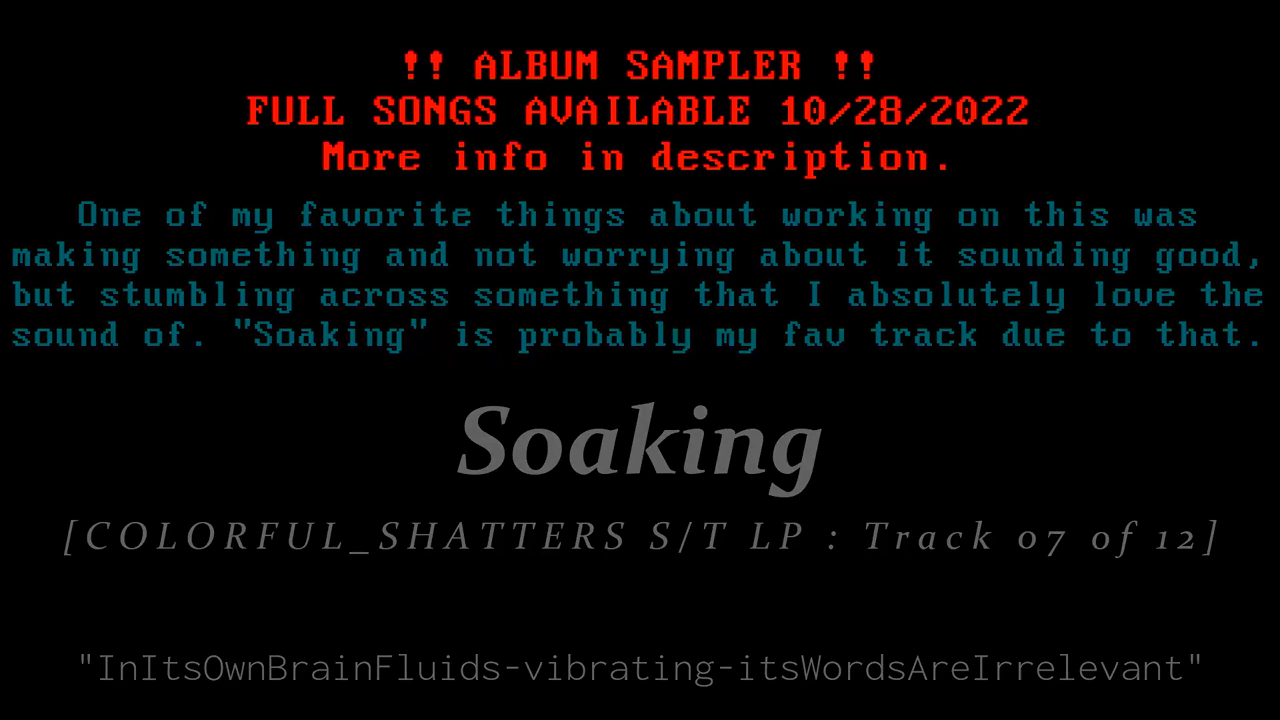 !! ALBUM SAMPLER !!
FULL SONGS AVAILABLE 10/28/2022
More info in description.
One of my favorite things about working on this was
making something and not worrying about it sounding good,
but stumbling across something that I absolutely love the
sound of. "Soaking" is probably my fav track due to that.
Soaking
[COLORFUL_SHATTERS S/T LP : Track 07 of 12]
"InItsOwnBrainFluids-vibrating-itsWordsAreIrrelevant"